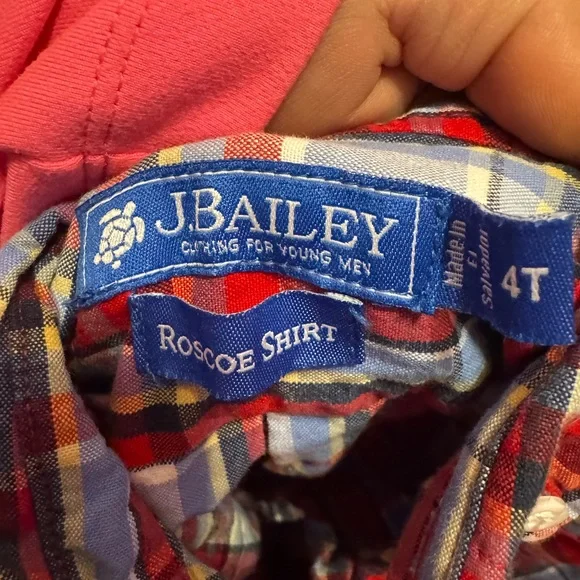 J.BAILEY
CLOTHING FOR YOUNG MEN
ROSCOE SHIRT
Made In
El
Salvador
4T